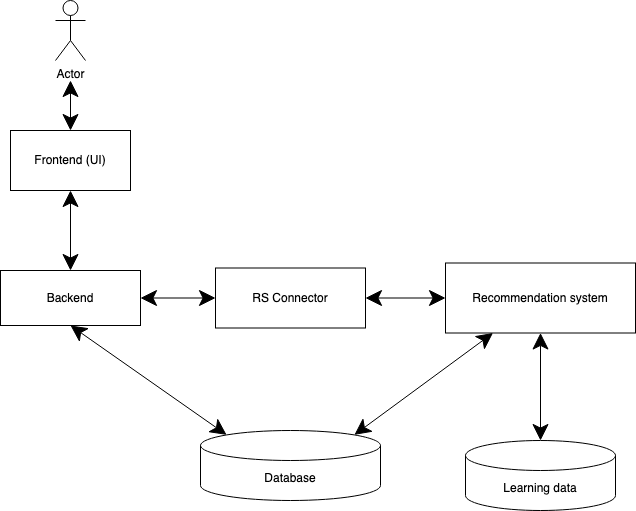 Actor
Frontend (UI)
Backend
RS Connector
Recommendation system
Database
Learning data